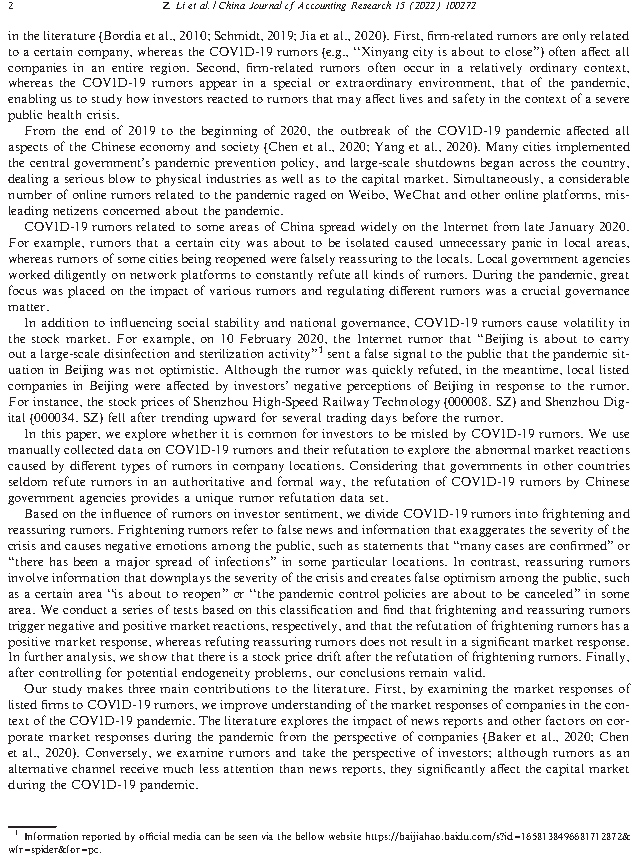 2 Z. Li et al. / China Journal of Accounting Research 15 (2022) 100272
in the literature (Bordia et al., 2010; Schmidt, 2019; Jia et al., 2020). First, firm-related rumors are only related
to a certain company, whereas the COVID-19 rumors (e.g., “Xinyang city is about to close”) often affect all
companies in an entire region. Second, firm-related rumors often occur in a relatively ordinary context,
whereas the COVID-19 rumors appear in a special or extraordinary environment, that of the pandemic,
enabling us to study how investors reacted to rumors that may affect lives and safety in the context of a severe
public health crisis.
From the end of 2019 to the beginning of 2020, the outbreak of the COVID-19 pandemic affected all
aspects of the Chinese economy and society (Chen et al., 2020; Yang et al., 2020). Many cities implemented
the central government’s pandemic prevention policy, and large-scale shutdowns began across the country,
dealing a serious blow to physical industries as well as to the capital market. Simultaneously, a considerable
number of online rumors related to the pandemic raged on Weibo, WeChat and other online platforms, mis-
leading netizens concerned about the pandemic.
COVID-19 rumors related to some areas of China spread widely on the Internet from late January 2020.
For example, rumors that a certain city was about to be isolated caused unnecessary panic in local areas,
whereas rumors of some cities being reopened were falsely reassuring to the locals. Local government agencies
worked diligently on network platforms to constantly refute all kinds of rumors. During the pandemic, great
focus was placed on the impact of various rumors and regulating different rumors was a crucial governance
matter.
In addition to influencing social stability and national governance, COVID-19 rumors cause volatility in
the stock market. For example, on 10 February 2020, the Internet rumor that “Beijing is about to carry
out a large-scale disinfection and sterilization activity”1 sent a false signal to the public that the pandemic sit-
uation in Beijing was not optimistic. Although the rumor was quickly refuted, in the meantime, local listed
companies in Beijing were affected by investors’ negative perceptions of Beijing in response to the rumor.
For instance, the stock prices of Shenzhen High-Speed Railway Technology (000008. SZ) and Shenzhen Dig-
ital (000034. SZ) fell after trending upward for several trading days before the rumor.
In this paper, we explore whether it is common for investors to be misled by COVID-19 rumors. We use
manually collected data on COVID-19 rumors and their refutation to explore the abnormal market reactions
caused by different types of rumors in company locations. Considering that governments in other countries
seldom refute rumors in an authoritative and formal way, the refutation of COVID-19 rumors by Chinese
government agencies provides a unique rumor refutation data set.
Based on the influence of rumors on investor sentiment, we divide COVID-19 rumors into frightening and
reassuring rumors. Frightening rumors refer to false news and information that exaggerates the severity of the
crisis and causes negative emotions among the public, such as statements that “many cases are confirmed” or
“there has been a major spread of infections” in some particular locations. In contrast, reassuring rumors
involve information that downplays the severity of the crisis and creates false optimism among the public, such
as a certain area “is about to reopen” or “the pandemic control policies are about to be canceled” in some
area. We conduct a series of tests based on this classification and find that frightening and reassuring rumors
trigger negative and positive market reactions, respectively, and that the refutation of frightening rumors has a
positive market response, whereas refuting reassuring rumors does not result in a significant market response.
In further analysis, we show that there is a stock price drift after the refutation of frightening rumors. Finally,
after controlling for potential endogeneity problems, our conclusions remain valid.
Our study makes three main contributions to the literature. First, by examining the market responses of
listed firms to COVID-19 rumors, we improve understanding of the market responses of companies in the con-
text of the COVID-19 pandemic. The literature explores the impact of news reports and other factors on cor-
porate market responses during the pandemic from the perspective of companies (Baker et al., 2020; Chen
et al., 2020). Conversely, we examine rumors and take the perspective of investors; although rumors as an
alternative channel receive much less attention than news reports, they significantly affect the capital market
during the COVID-19 pandemic.
1 Information reported by official media can be seen via the bellow website https://baijiahao.baidu.com/s?id=1658138496681712872&
wfr=spider&for=pc.